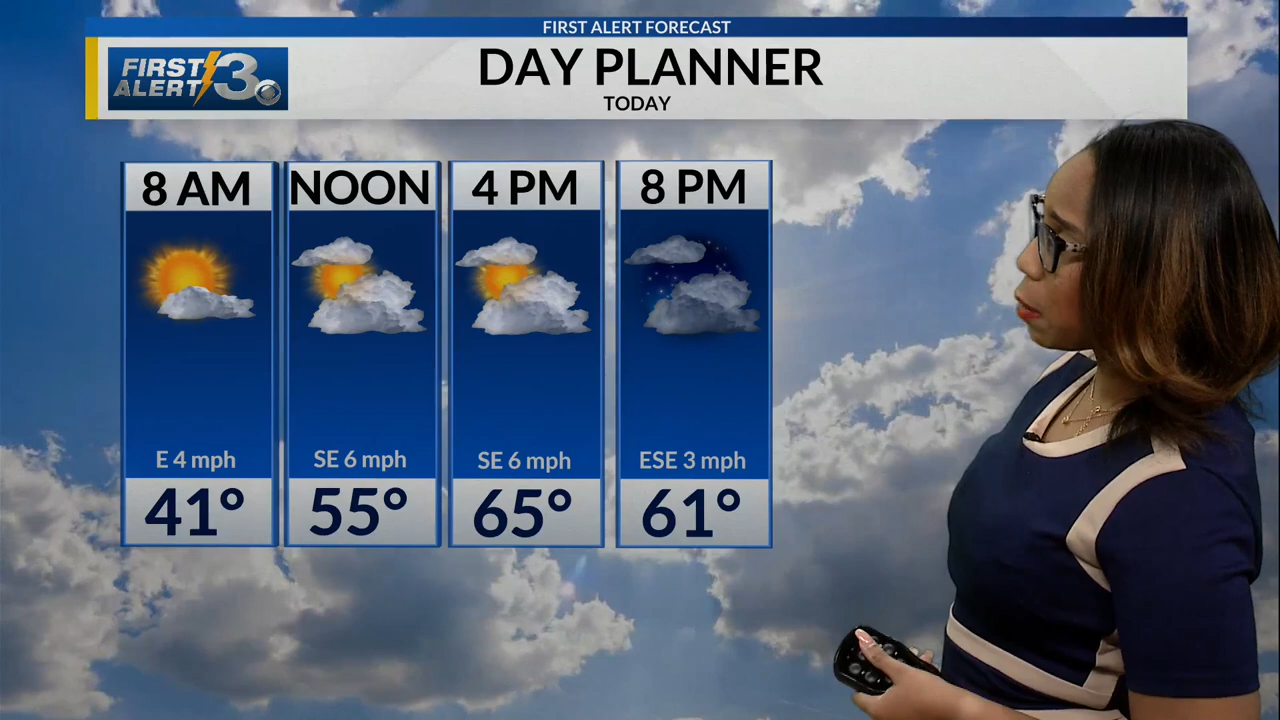 FIRST ALERT FORECAST
FIRST
ALERT 3
DAY PLANNER
TODAY
8 AM
NOON
4 PM
8 PM
E 4 mph
SE 6 mph
SE 6 mph
ESE 3 mph
41°
55°
65°
61°